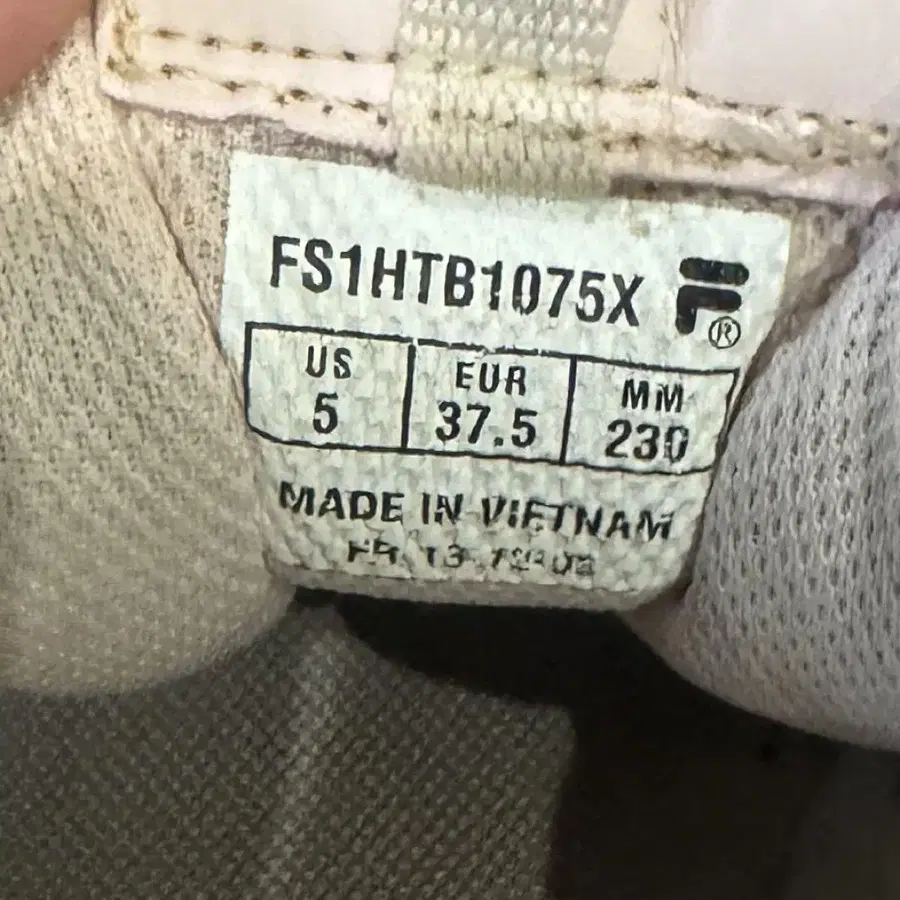 FS1HTB1075X
US EUR MM
5 37.5 230
MADE IN VIETNAM